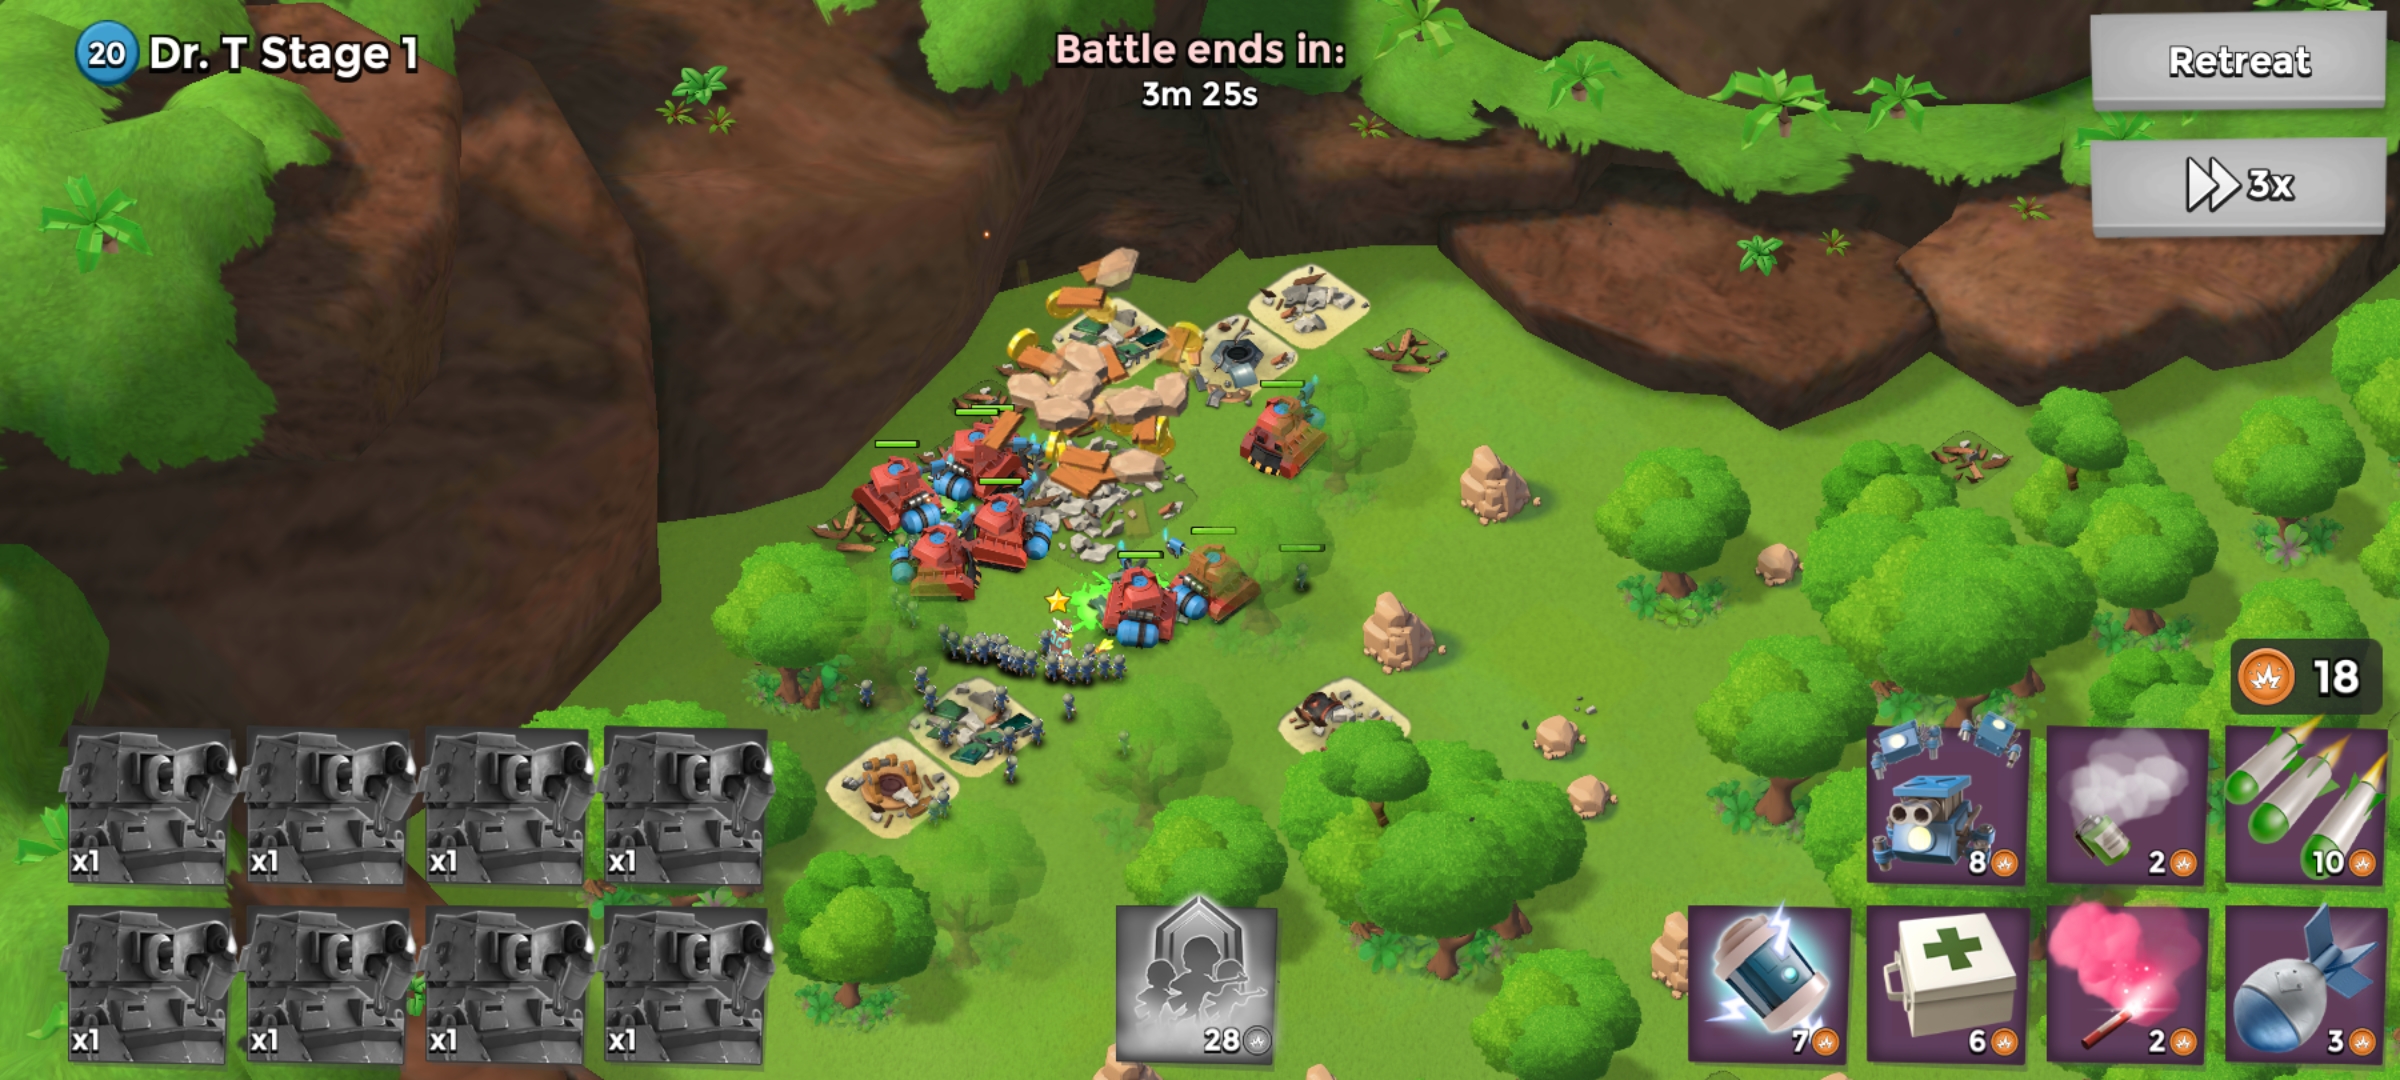 20 Dr. T Stage 1
Battle ends in:
3m 25s
Retreat
3x
18
x1 x1 x1 x1
8 2 10
x1 x1 x1 x1
28
7 6 2 3